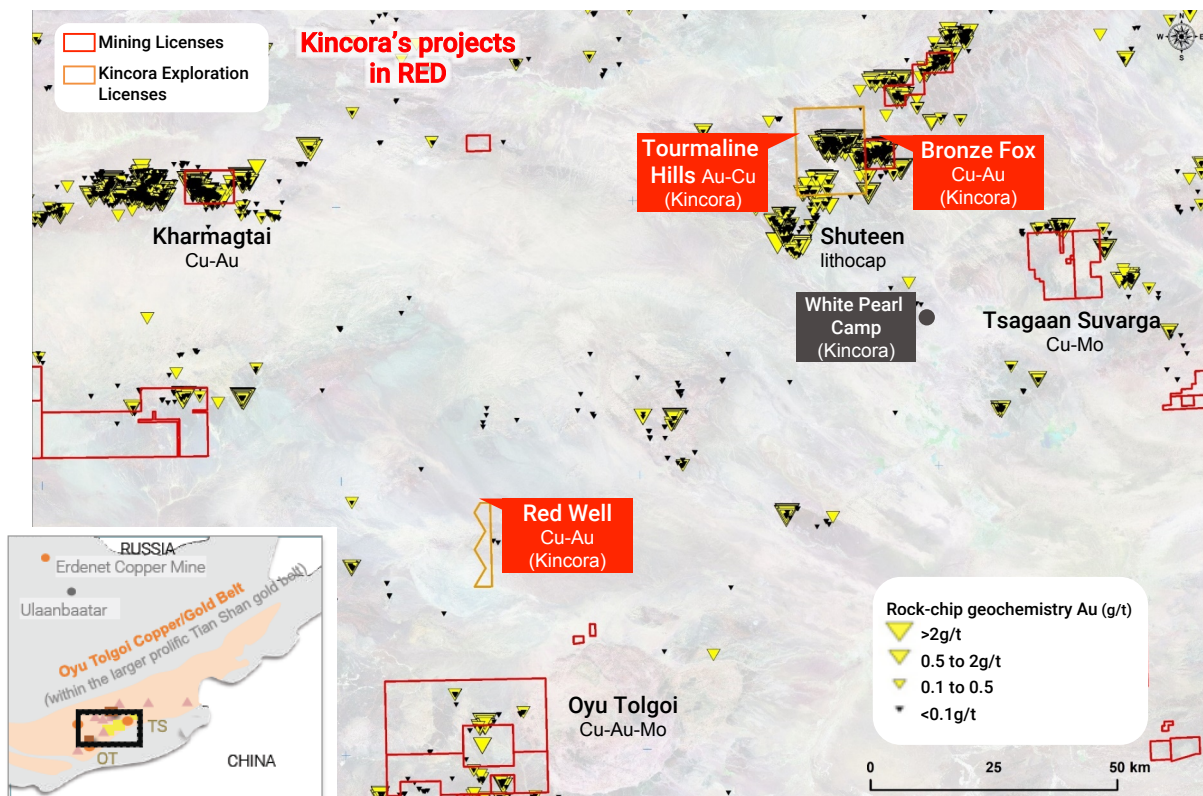 Mining Licenses
Kincora Exploration
Licenses
Kincora's projects
in RED
N
W
E
S
Tourmaline
Hills Au-Cu
(Kincora)
Bronze Fox
Cu-Au
(Kincora)
Kharmagtai
Cu-Au
Shuteen
lithocap
White Pearl
Camp
(Kincora)
Tsagaan Suvarga
Cu-Mo
Red Well
Cu-Au
(Kincora)
Oyu Tolgoi
Cu-Au-Mo
RUSSIA
Erdenet Copper Mine
Ulaanbaatar
Oyu Tolgoi Copper/Gold Belt
(within the larger prolific Tian Shan gold belt)
TS
OT
CHINA
Rock-chip geochemistry Au (g/t)
>2g/t
0.5 to 2g/t
0.1 to 0.5
<0.1g/t
0 25 50 km